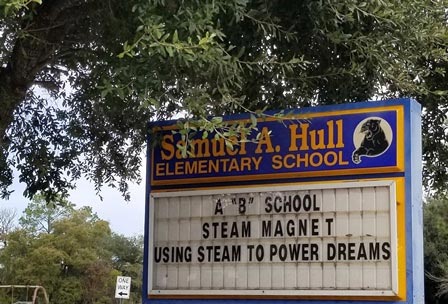 Samuel A. Hull
ELEMENTARY SCHOOL
A "B" SCHOOL
STEAM MAGNET
USING STEAM TO POWER DREAMS
ONE
WAY